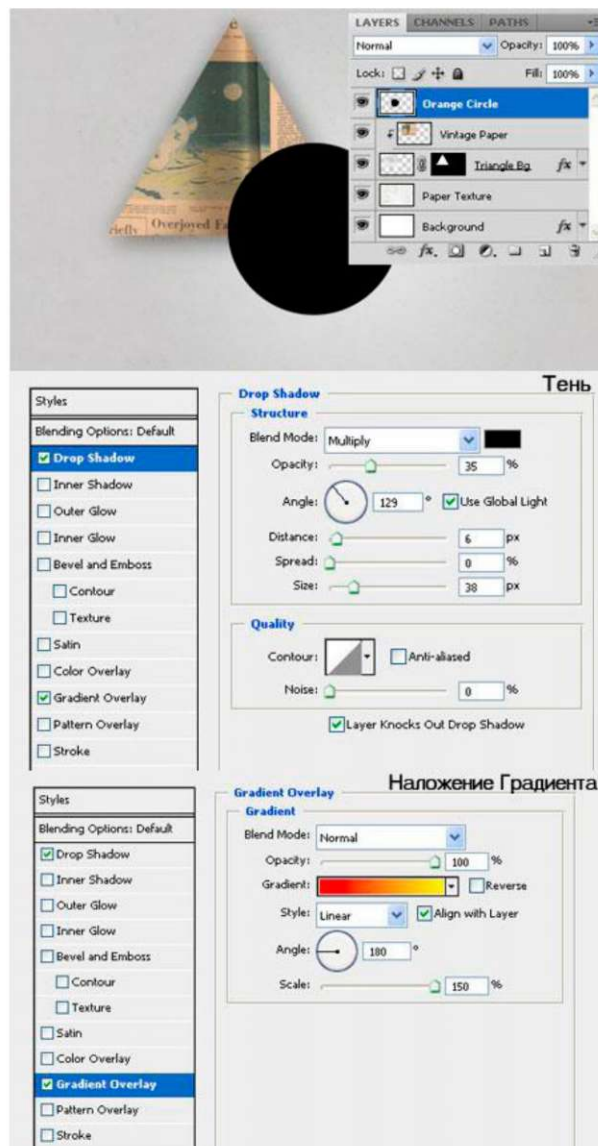 LAYERS CHANNELS PATHS
Normal Opacity: 100%
Lock: Fill: 100%
Orange Circle
Vintage Paper
Triangle Bg fx
Paper Texture
Background fx
fx.
e
riefly Overjoyed Fa
Тень
Styles
Blending Options: Default
Drop Shadow
Inner Shadow
Outer Glow
Inner Glow
Bevel and Emboss
Contour
Texture
Satin
Color Overlay
Gradient Overlay
Pattern Overlay
Stroke
Drop Shadow
Structure
Blend Mode: Multiply
Opacity: 35 %
Angle: 129 ° Use Global Light
Distance: 6 px
Spread: 0 %
Size: 38 px
Quality
Contour: Anti-aliased
Noise: 0 %
Layer Knocks Out Drop Shadow
Наложение Градиента
Styles
Blending Options: Default
Drop Shadow
Inner Shadow
Outer Glow
Inner Glow
Bevel and Emboss
Contour
Texture
Satin
Color Overlay
Gradient Overlay
Pattern Overlay
Stroke
Gradient Overlay
Gradient
Blend Mode: Normal
Opacity: 100 %
Gradient: Reverse
Style: Linear Align with Layer
Angle: 180 °
Scale: 150 %